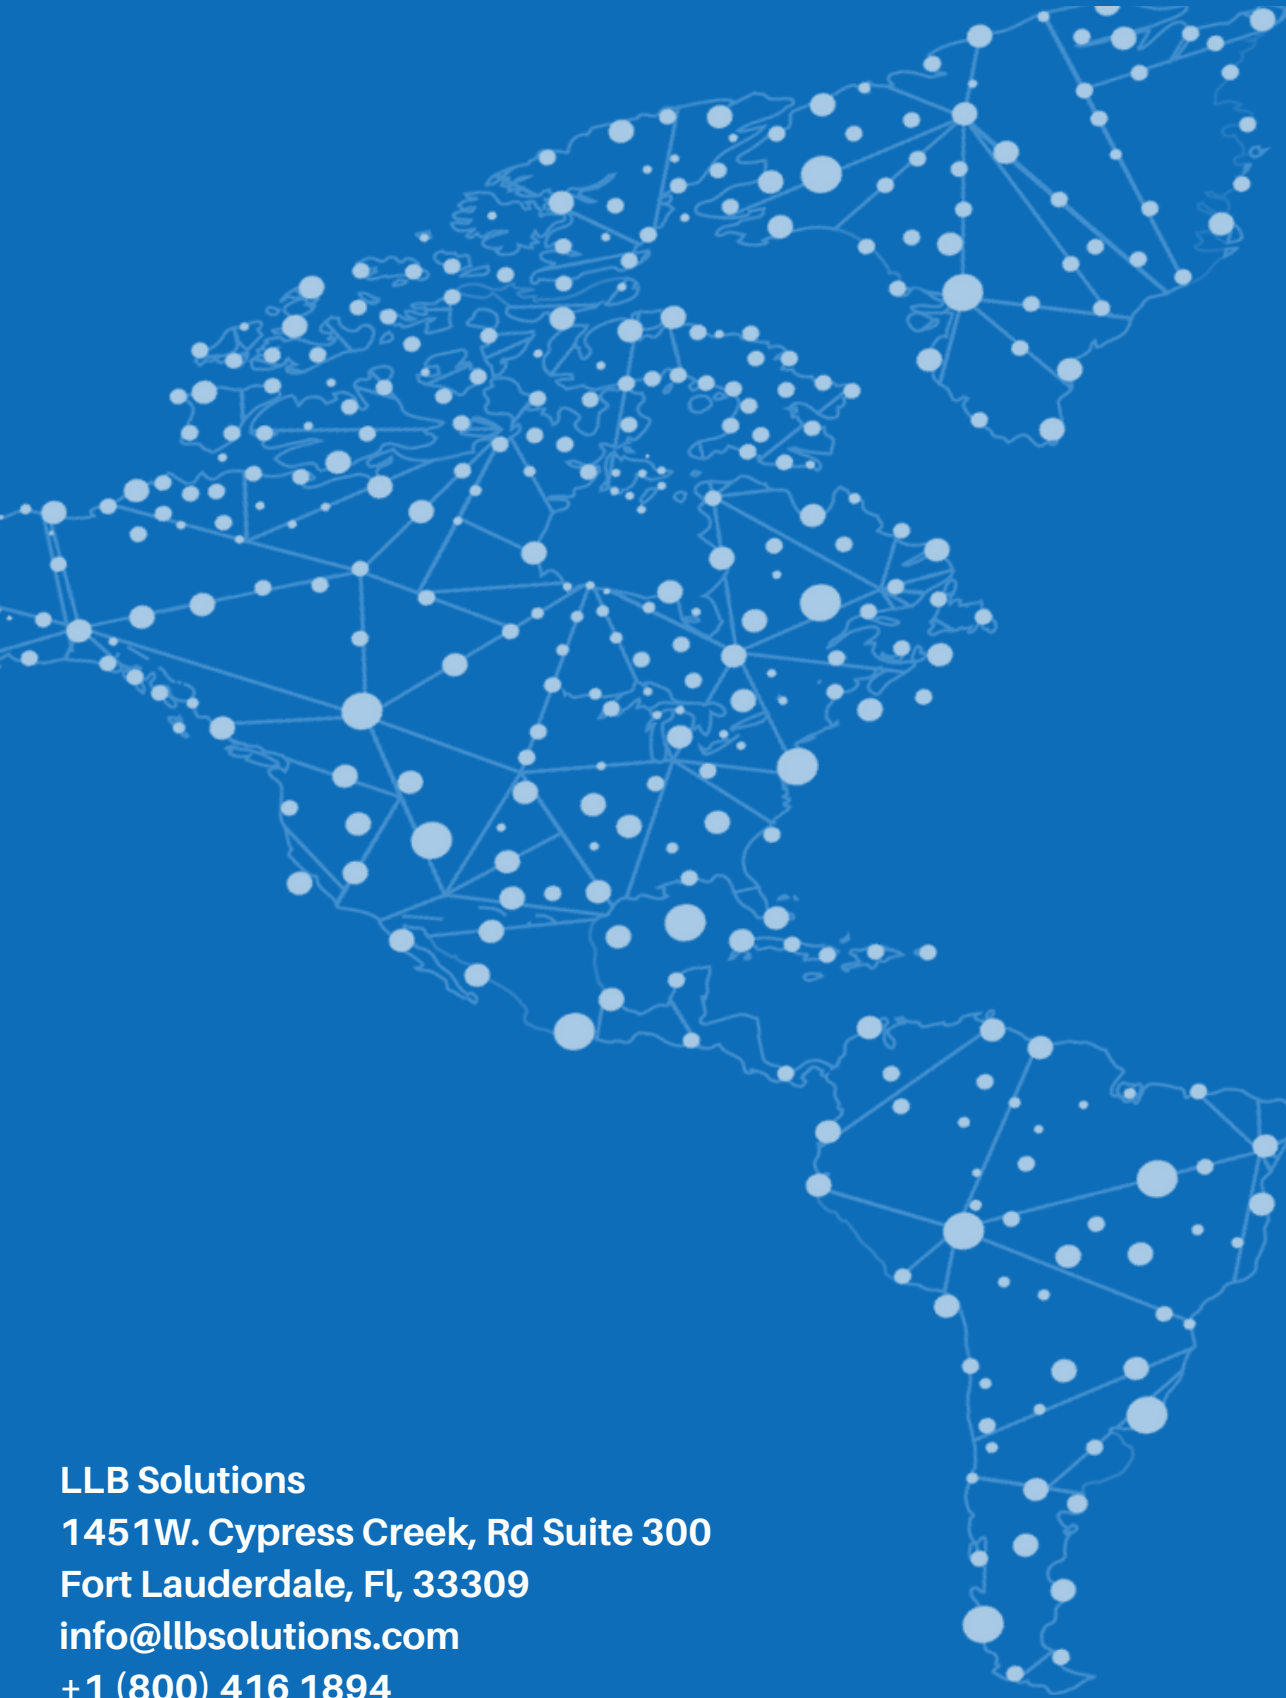 LLB Solutions
1451W. Cypress Creek, Rd Suite 300
Fort Lauderdale, Fl, 33309
info@llbsolutions.com
+1 (800) 416 1894